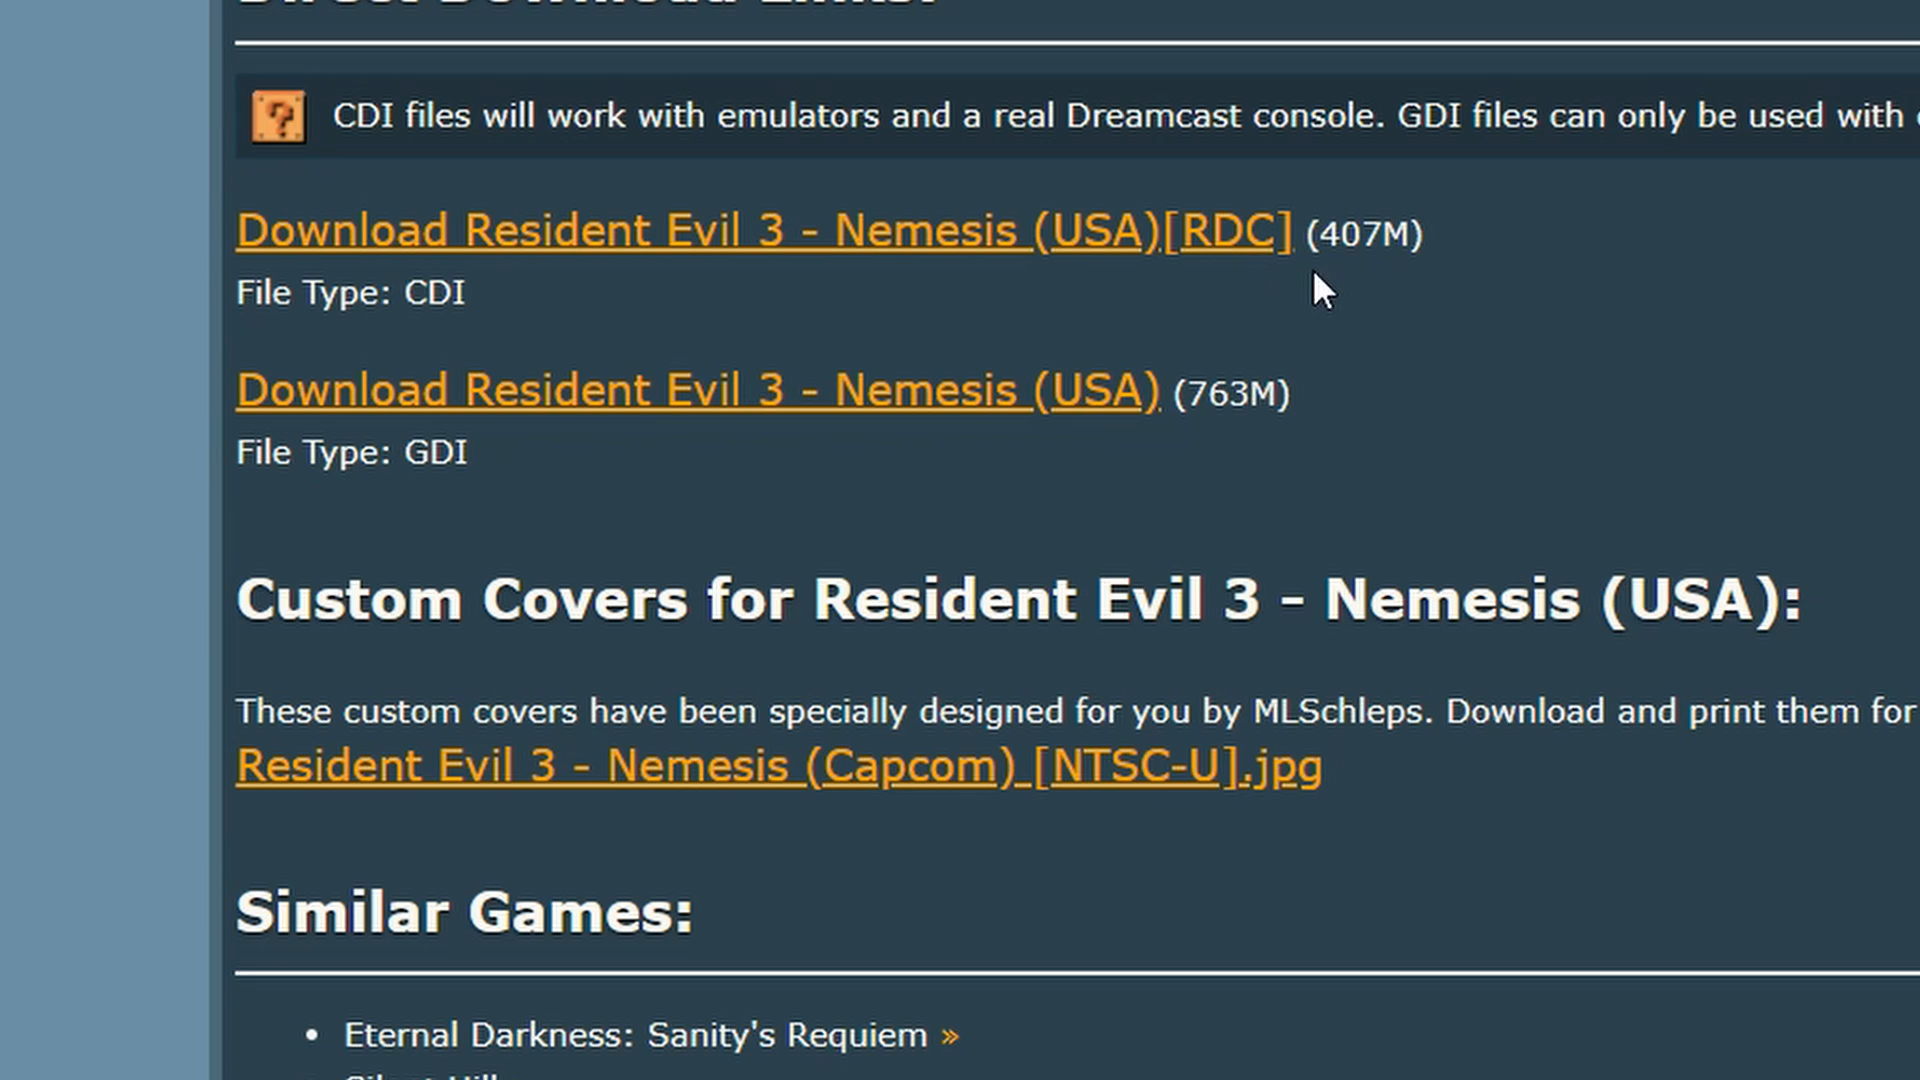 Direct Download Links:
CDI files will work with emulators and a real Dreamcast console. GDI files can only be used with
Download Resident Evil 3 - Nemesis (USA)[RDC] (407M)
File Type: CDI
Download Resident Evil 3 - Nemesis (USA) (763M)
File Type: GDI
Custom Covers for Resident Evil 3 - Nemesis (USA):
These custom covers have been specially designed for you by MLSchleps. Download and print them for
Resident Evil 3 - Nemesis (Capcom) [NTSC-U].jpg
Similar Games:
• Eternal Darkness: Sanity's Requiem »